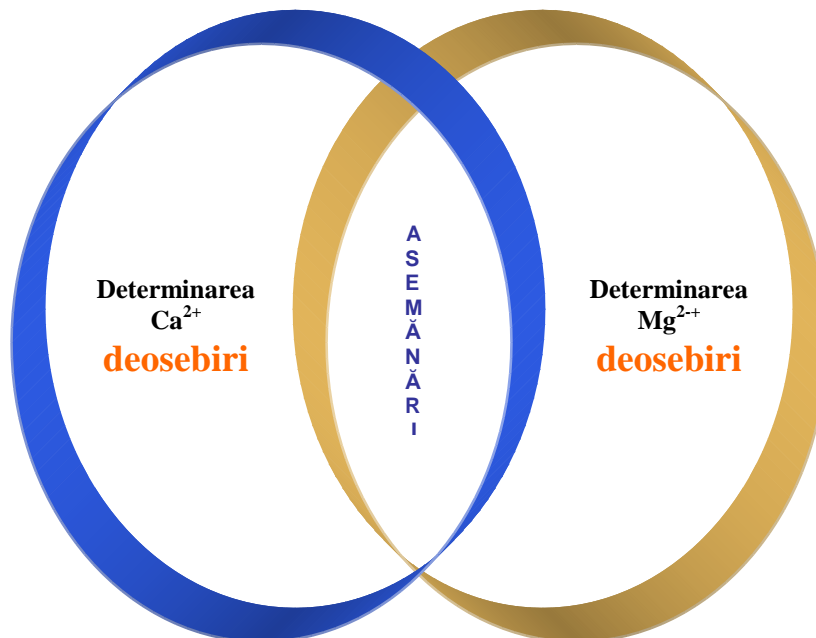 Determinarea
Ca²⁺
deosebiri
A
S
E
M
Ă
N
Ă
R
I
Determinarea
Mg²⁻⁺
deosebiri